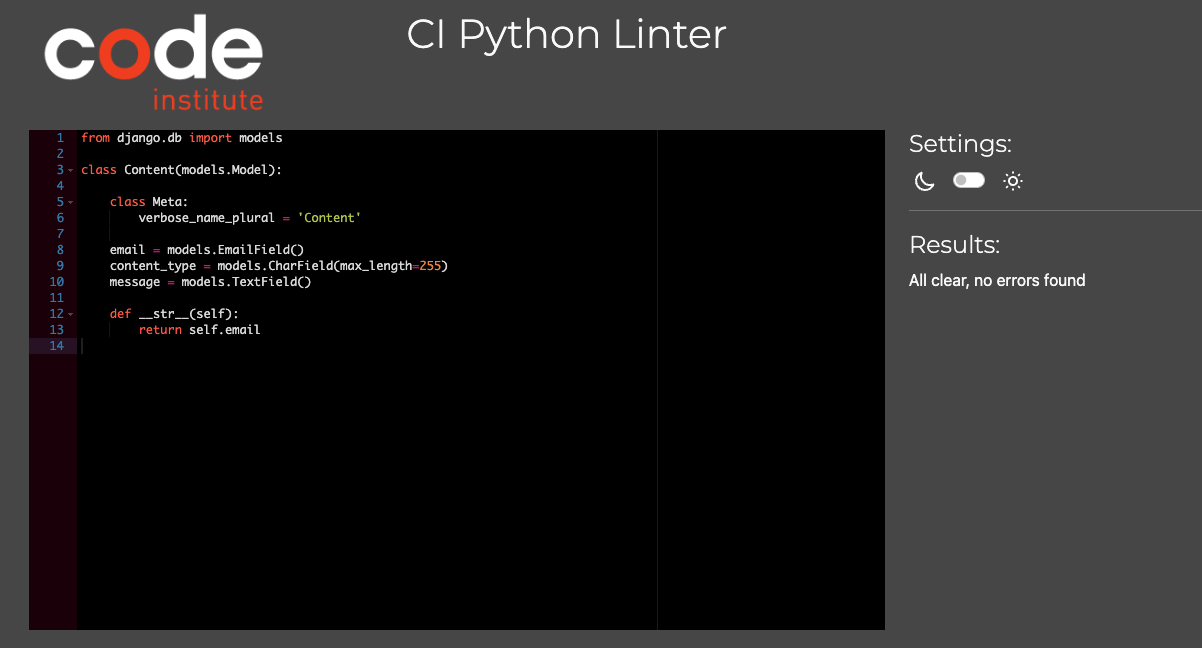 code
institute
CI Python Linter
1 from django.db import models
2
3 class Content(models.Model):
4
5     class Meta:
6         verbose_name_plural = 'Content'
7
8     email = models.EmailField()
9     content_type = models.CharField(max_length=255)
10     message = models.TextField()
11
12     def __str__(self):
13         return self.email
14
Settings:
Results:
All clear, no errors found